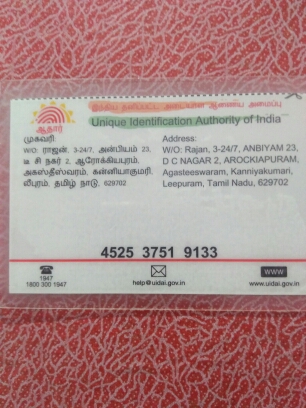 இந்திய தனிப்பட்ட அடையாள ஆணைய அமைப்பு
Unique Identification Authority of India
ஆதார்
முகவரி:
W/O: ராஜன், 3-24/7, அன்பியம் 23,
டீ சி நகர் 2, ஆரோக்கியபுரம்,
அகஸ்தீஸ்வரம், கன்னியாகுமரி,
லீபுரம், தமிழ் நாடு, 629702
Address:
W/O: Rajan, 3-24/7, ANBIYAM 23,
D C NAGAR 2, AROCKIAPURAM,
Agasteeswaram, Kanniyakumari,
Leepuram, Tamil Nadu, 629702
4525 3751 9133
1947
1800 300 1947
help@uidai.gov.in
www
www.uidai.gov.in